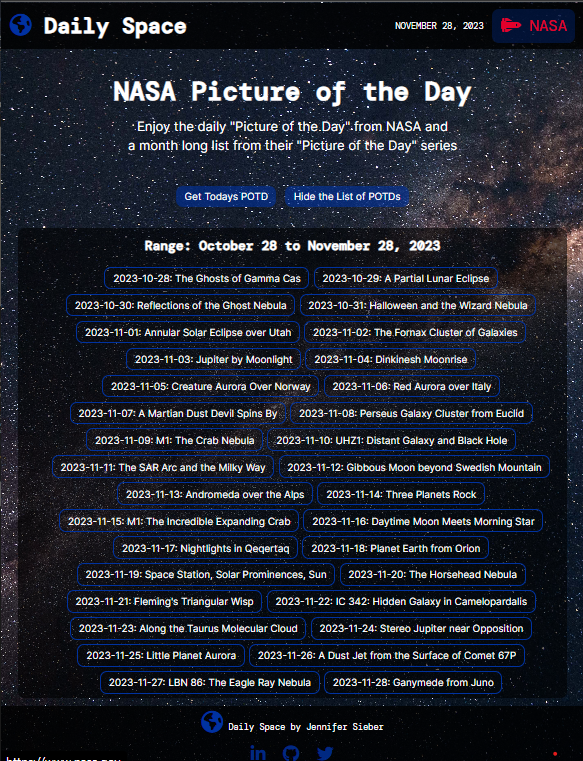 Daily Space
NOVEMBER 28, 2023
NASA
NASA Picture of the Day
Enjoy the daily "Picture of the Day" from NASA and
a month long list from their "Picture of the Day" series
Get Todays POTD Hide the List of POTDs
Range: October 28 to November 28, 2023
2023-10-28: The Ghosts of Gamma Cas 2023-10-29: A Partial Lunar Eclipse
2023-10-30: Reflections of the Ghost Nebula 2023-10-31: Halloween and the Wizard Nebula
2023-11-01: Annular Solar Eclipse over Utah 2023-11-02: The Fornax Cluster of Galaxies
2023-11-03: Jupiter by Moonlight 2023-11-04: Dinkinesh Moonrise
2023-11-05: Creature Aurora Over Norway 2023-11-06: Red Aurora over Italy
2023-11-07: A Martian Dust Devil Spins By 2023-11-08: Perseus Galaxy Cluster from Euclid
2023-11-09: M1: The Crab Nebula 2023-11-10: UHZ1: Distant Galaxy and Black Hole
2023-11-11: The SAR Arc and the Milky Way 2023-11-12: Gibbous Moon beyond Swedish Mountain
2023-11-13: Andromeda over the Alps 2023-11-14: Three Planets Rock
2023-11-15: M1: The Incredible Expanding Crab 2023-11-16: Daytime Moon Meets Morning Star
2023-11-17: Nightlights in Qeqertaq 2023-11-18: Planet Earth from Orion
2023-11-19: Space Station, Solar Prominences, Sun 2023-11-20: The Horsehead Nebula
2023-11-21: Fleming's Triangular Wisp 2023-11-22: IC 342: Hidden Galaxy in Camelopardalis
2023-11-23: Along the Taurus Molecular Cloud 2023-11-24: Stereo Jupiter near Opposition
2023-11-25: Little Planet Aurora 2023-11-26: A Dust Jet from the Surface of Comet 67P
2023-11-27: LBN 86: The Eagle Ray Nebula 2023-11-28: Ganymede from Juno
Daily Space by Jennifer Sieber